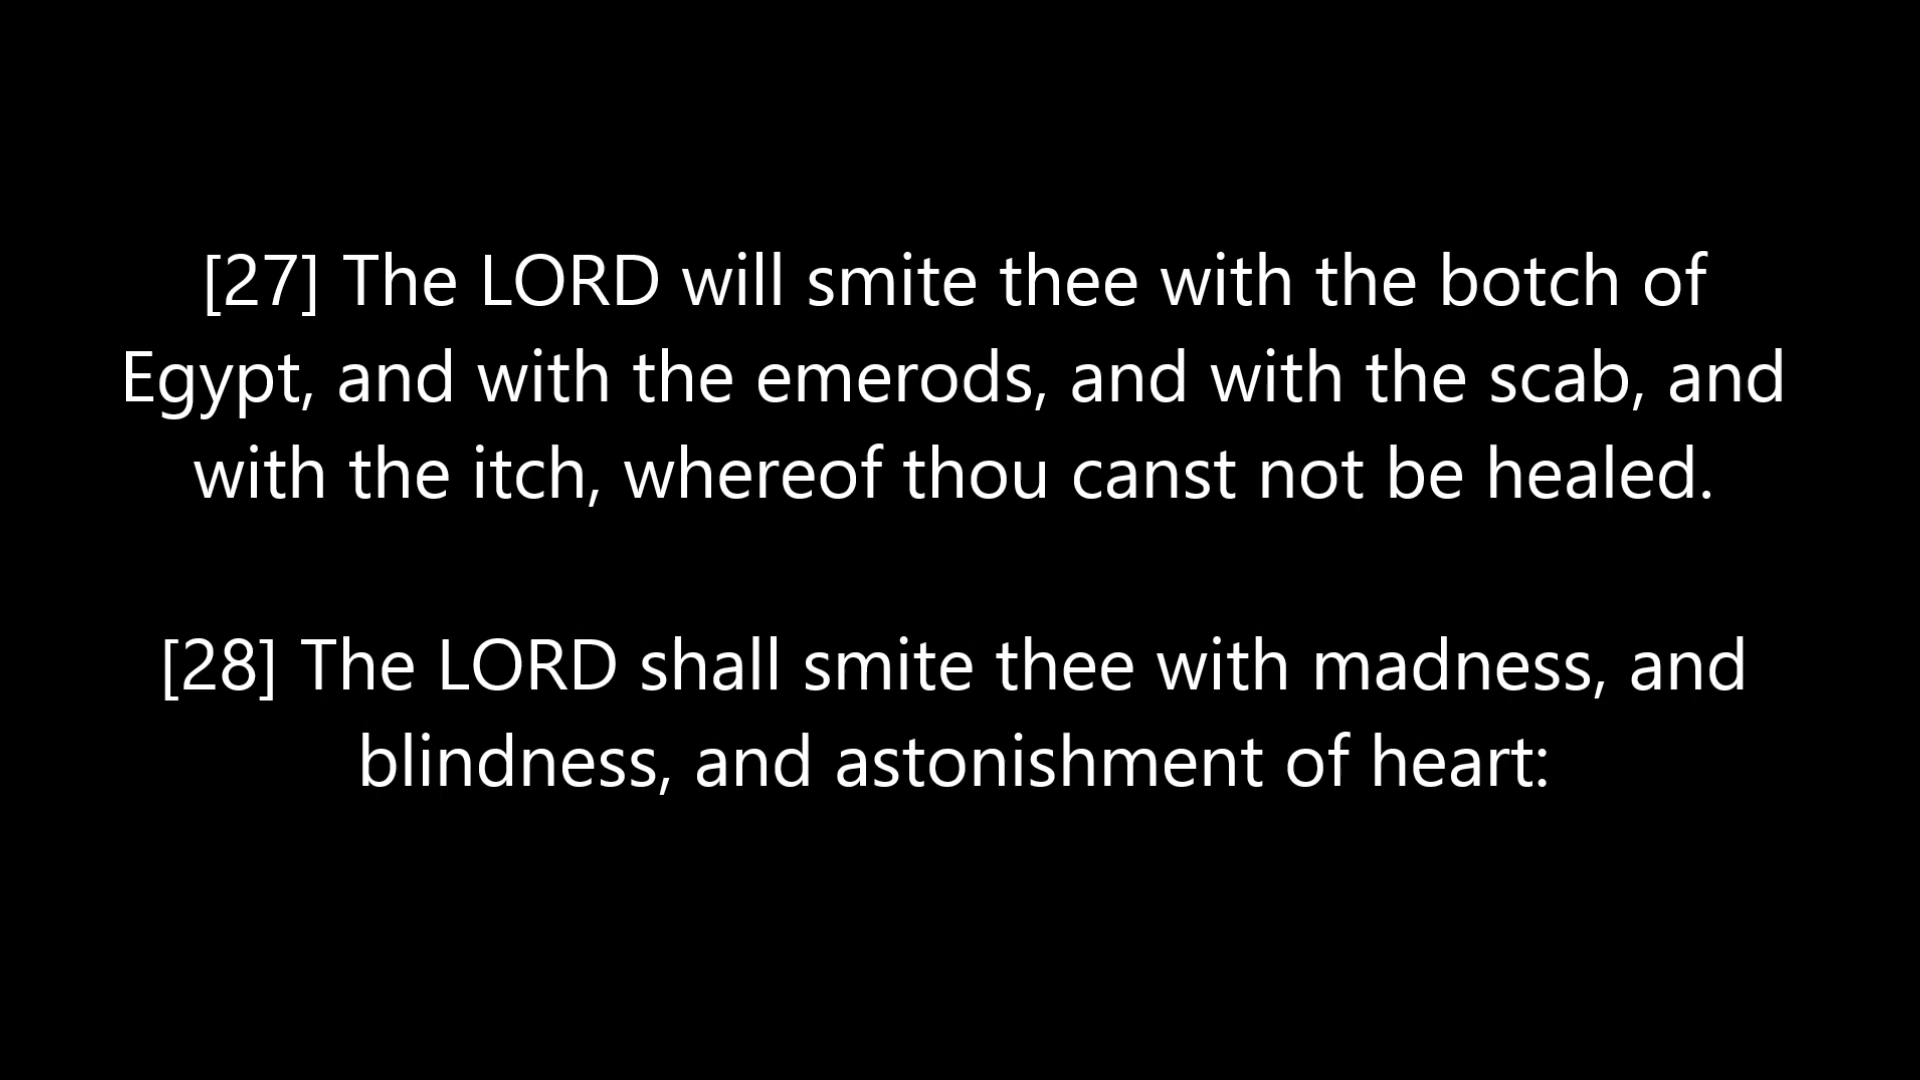 [27] The LORD will smite thee with the botch of
Egypt, and with the emerods, and with the scab, and
with the itch, whereof thou canst not be healed.
[28] The LORD shall smite thee with madness, and
blindness, and astonishment of heart: